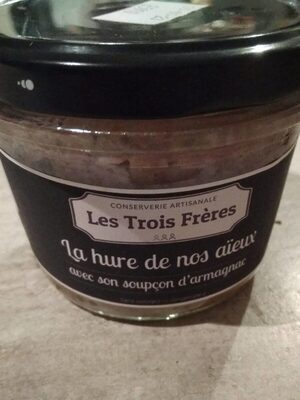 CONSERVERIE ARTISANALE
Les Trois Frères
La hure de nos aïeux
avec son soupçon d'armagnac